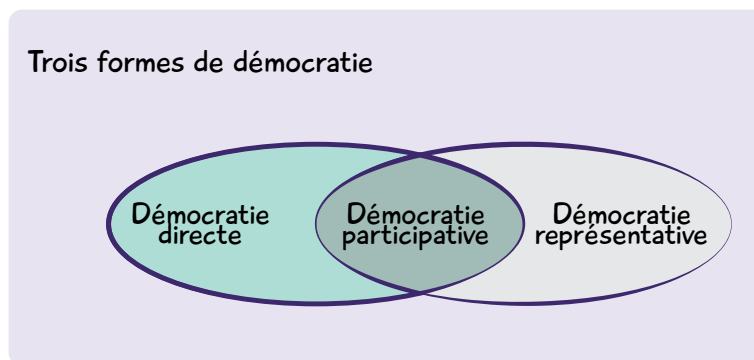 Trois formes de démocratie
Démocratie
directe
Démocratie
participative
Démocratie
représentative